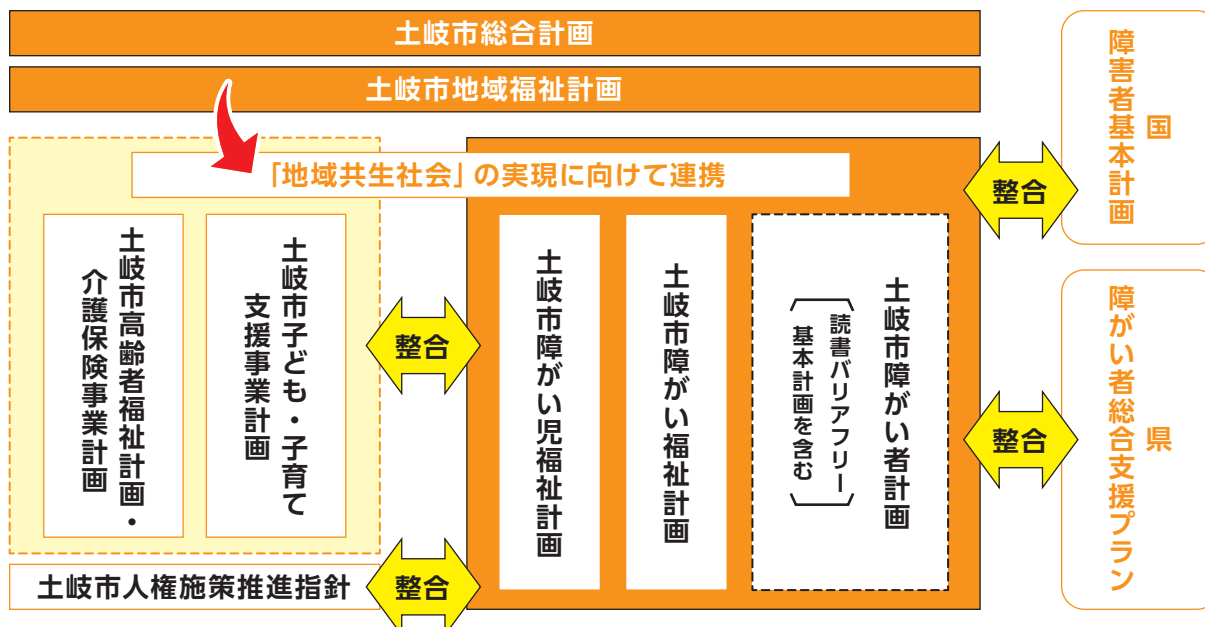 土岐市総合計画
土岐市地域福祉計画
「地域共生社会」の実現に向けて連携
土岐市高齢者福祉計画・
介護保険事業計画
土岐市子ども・子育て
支援事業計画
整合
土岐市障がい児福祉計画
土岐市障がい福祉計画
土岐市障がい者計画
〔読書バリアフリー
基本計画を含む〕
整合
国
障害者基本計画
整合
県
障がい者総合支援プラン
土岐市人権施策推進指針
整合